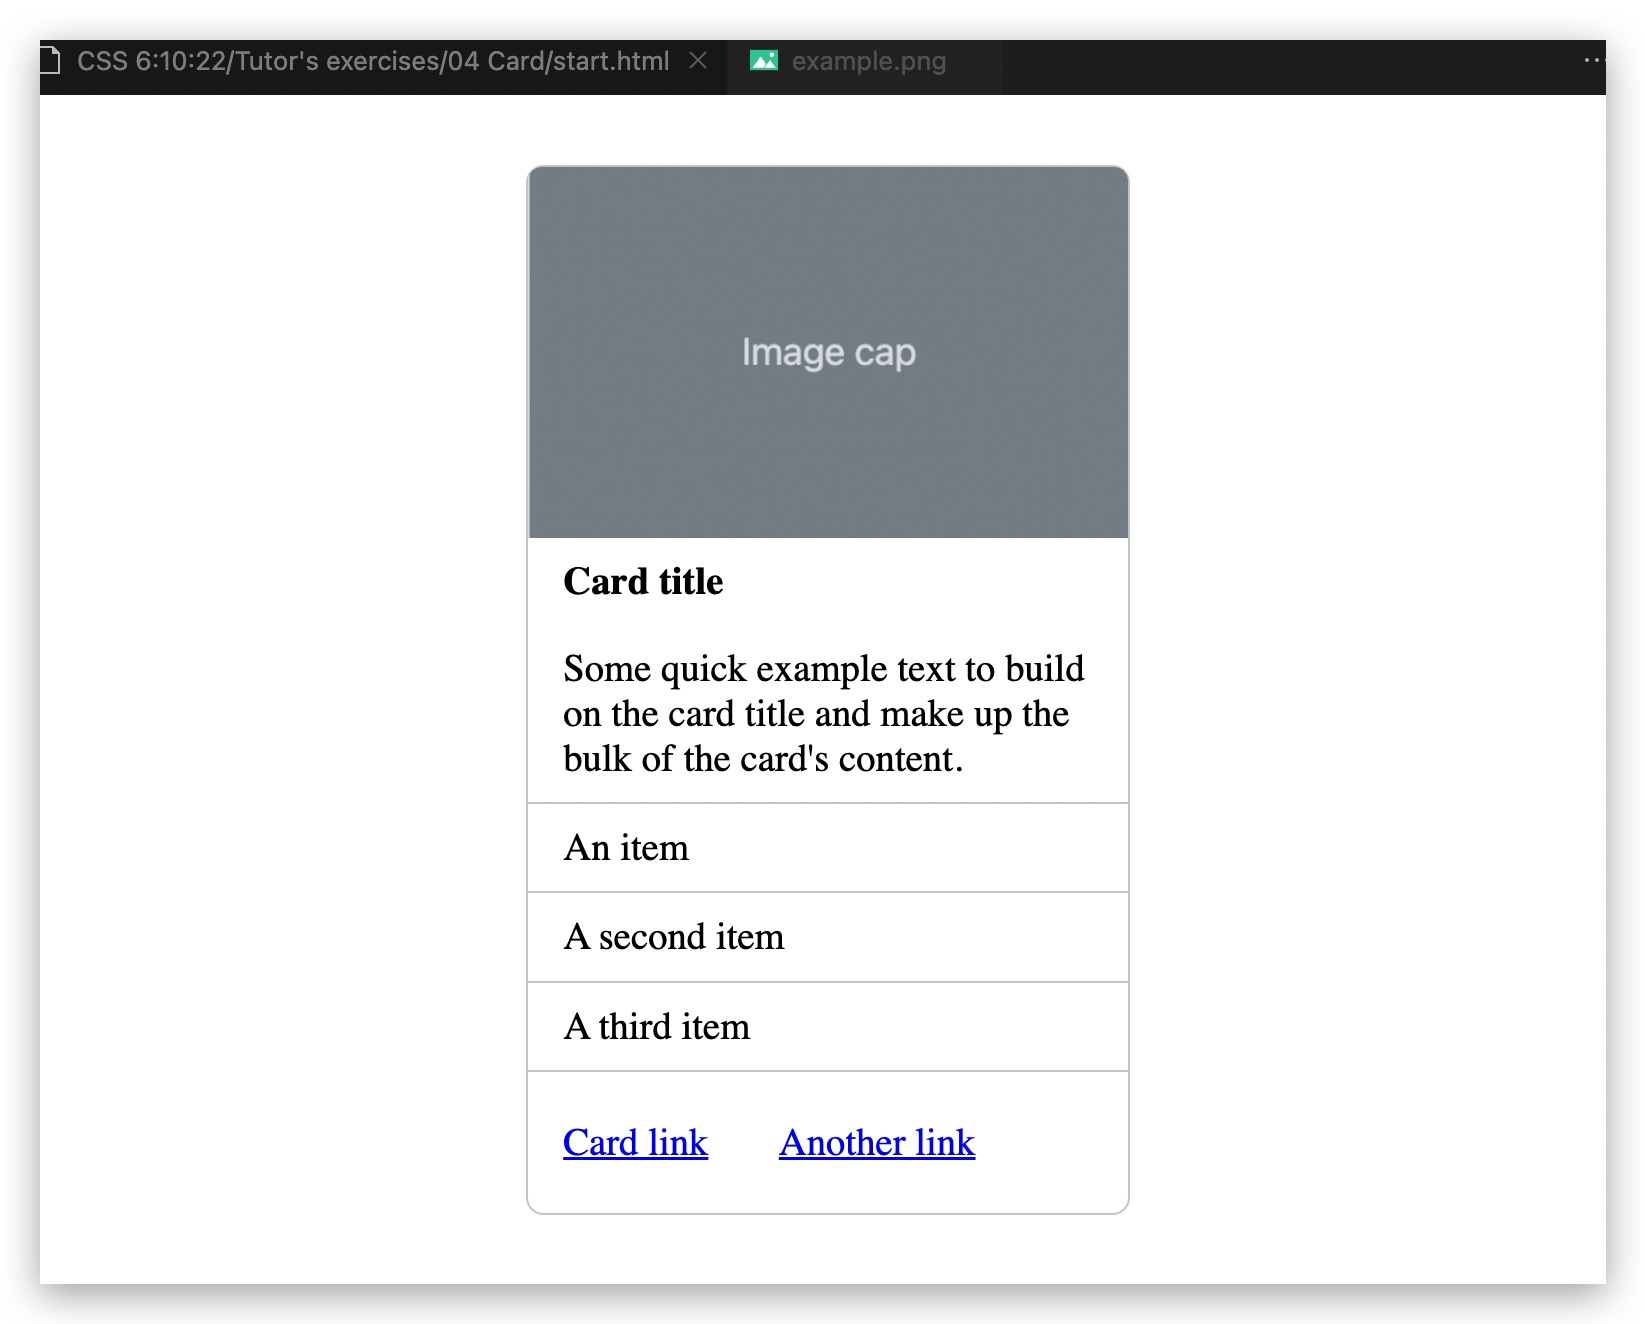 CSS 6:10:22/Tutor's exercises/04 Card/start.html
example.png
Image cap
Card title
Some quick example text to build
on the card title and make up the
bulk of the card's content.
An item
A second item
A third item
Card link Another link